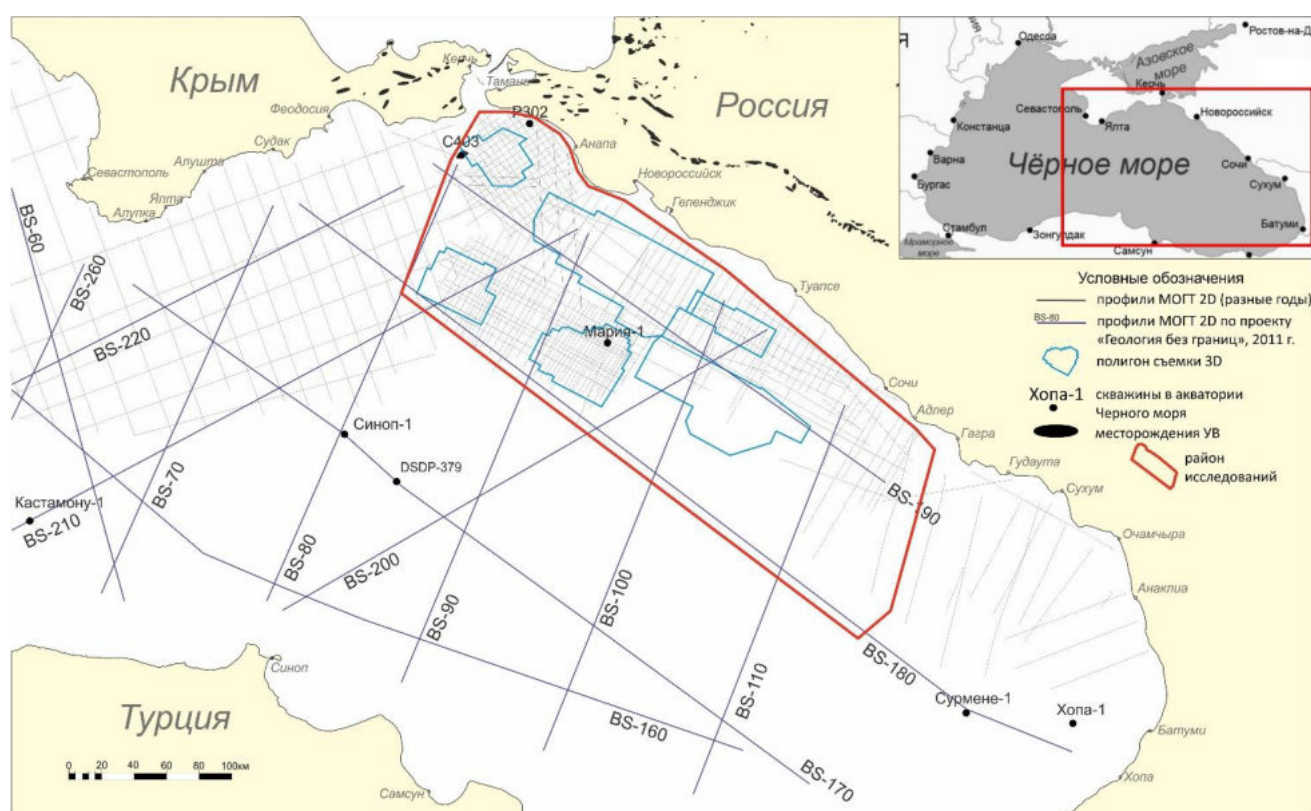 Крым
Керчь
Тамань
Россия
Феодосия
Судак
Алушта
Севастополь
Ялта
Алупка
P302
C403
Анапа
Новороссийск
Геленджик
Туапсе
Сочи
Адлер
Гагра
Гудаута
Сухум
Очамчыра
Анаклиа
Батуми
Хопа
BS-60
BS-260
BS-220
BS-70
BS-210
BS-80
BS-200
BS-90
BS-100
BS-110
BS-190
BS-180
BS-160
BS-170
Мария-1
Синоп-1
DSDP-379
Кастамону-1
Сурмене-1
Хопа-1
Синоп
Турция
Самсун
0 20 40 60 80 100км
Одесса
Ростов-на-Д
Азовское
море
Керчь
Севастополь
Ялта
Новороссийск
Констанца
Варна
Бургас
Чёрное море
Сочи
Сухум
Батуми
Стамбул
Зонгулдак
Самсун
Мраморное
море
Условные обозначения
профили МОГТ 2D (разные годы)
BS-80
профили МОГТ 2D по проекту
«Геология без границ», 2011 г.
полигон съемки 3D
Хопа-1 скважины в акватории
Черного моря
месторождения УВ
район
исследований